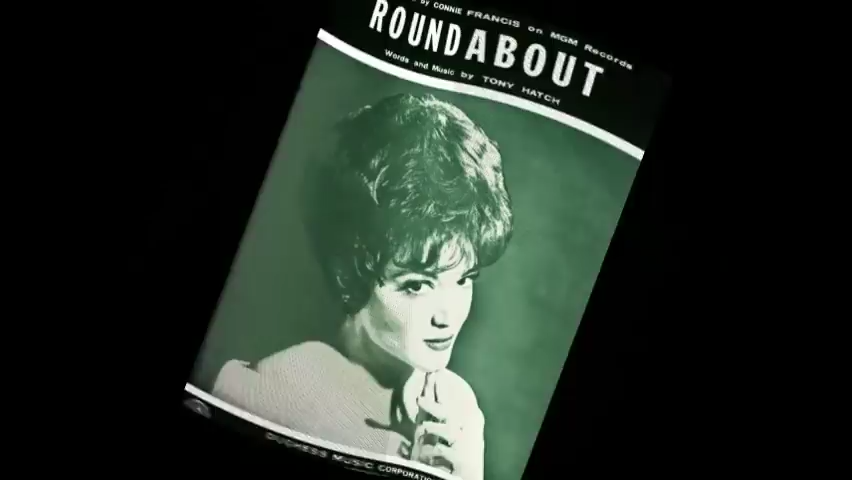 by CONNIE FRANCIS on MGM Records
ROUNDABOUT
Words and Music by TONY HATCH
DUCHESS MUSIC CORPORATION